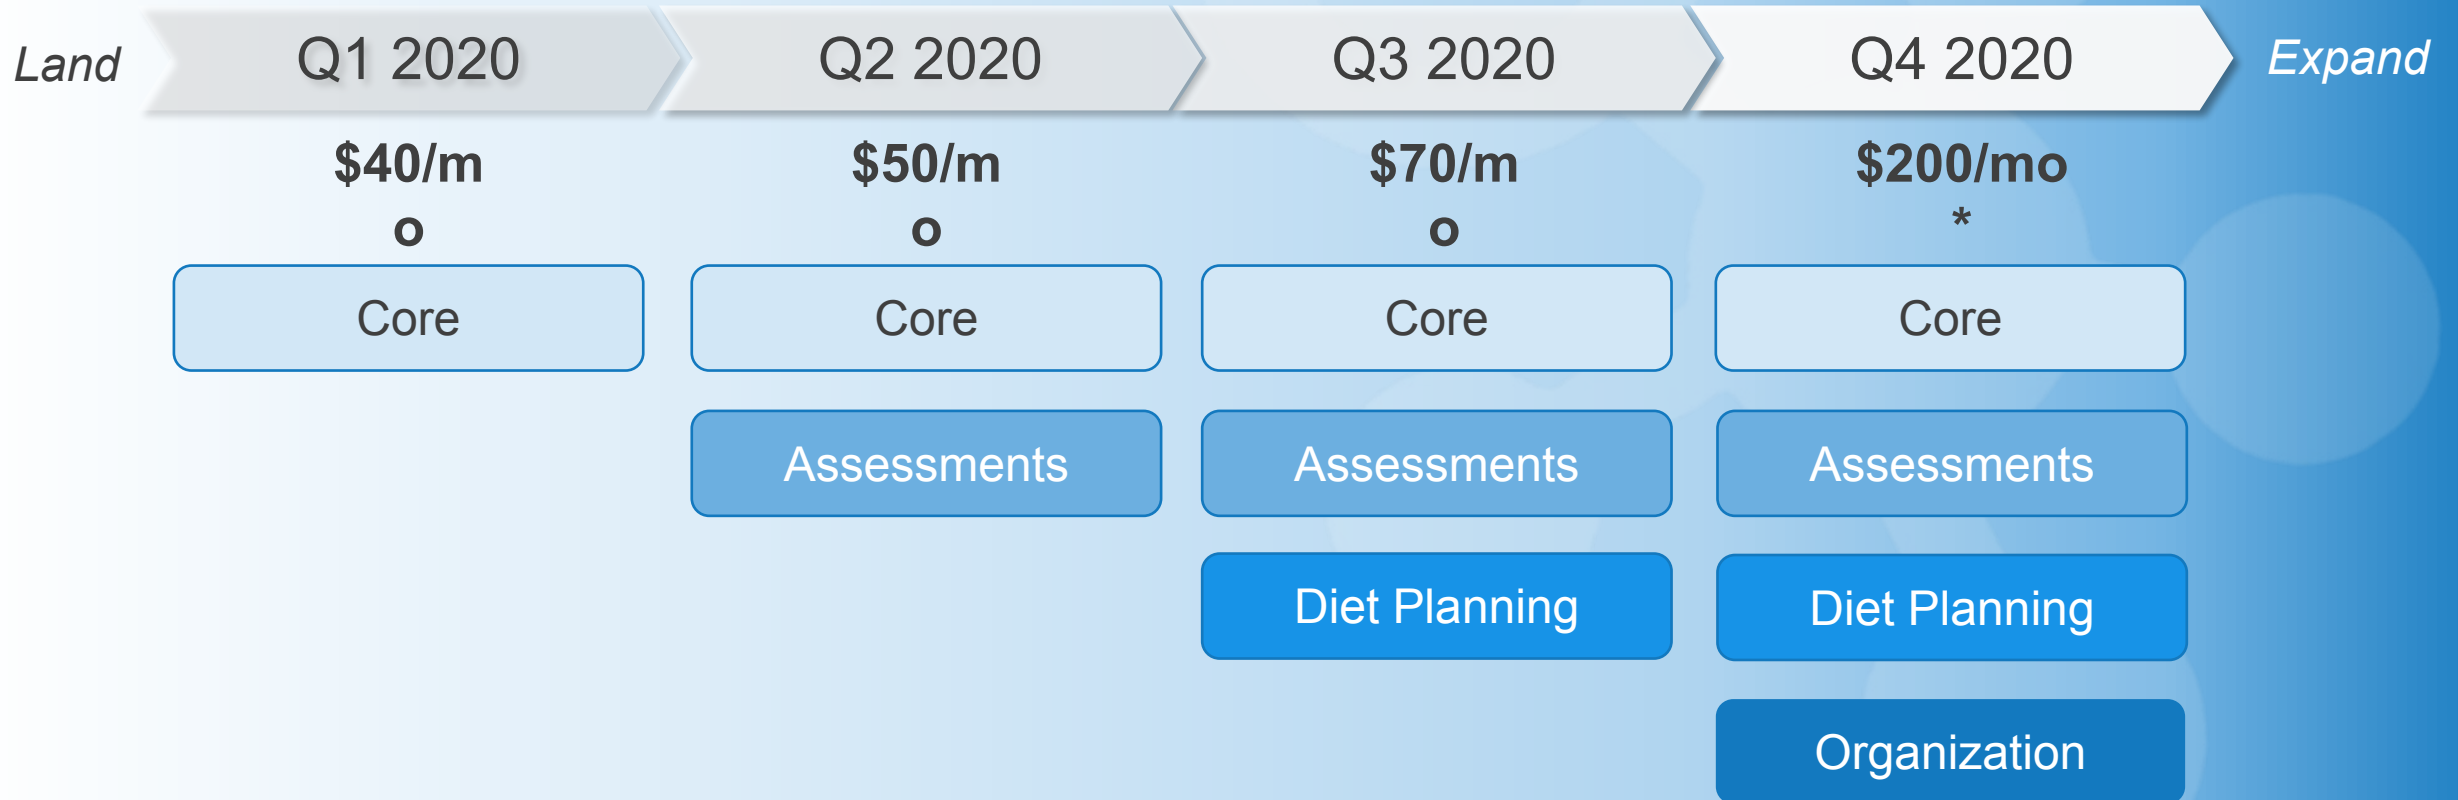 Land
Q1 2020
Q2 2020
Q3 2020
Q4 2020
Expand
$40/m
o
$50/m
o
$70/m
o
$200/mo
*
Core
Core
Core
Core
Assessments
Assessments
Assessments
Diet Planning
Diet Planning
Organization